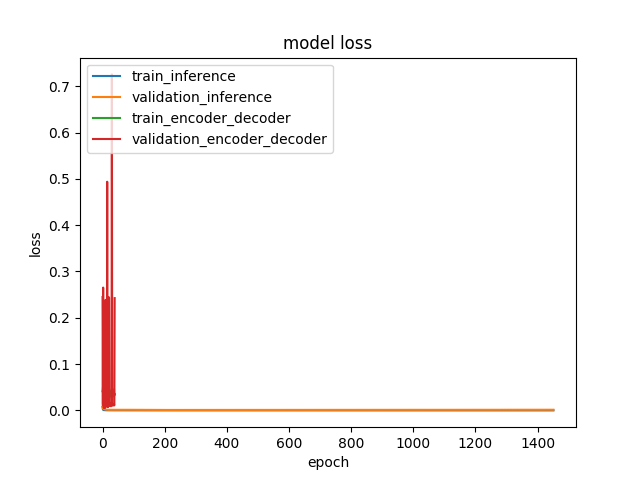 model loss
train_inference
validation_inference
train_encoder_decoder
validation_encoder_decoder
0.7
0.6
0.5
0.4
0.3
0.2
0.1
0.0
loss
0 200 400 600 800 1000 1200 1400
epoch